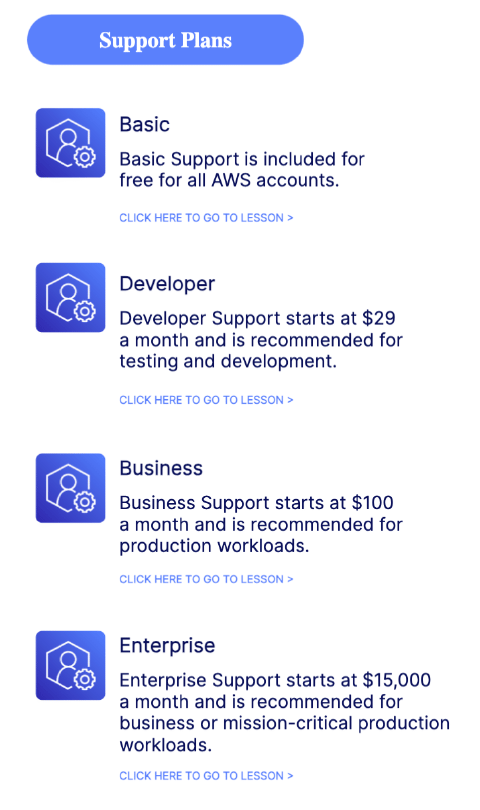 Support Plans
Basic
Basic Support is included for
free for all AWS accounts.
CLICK HERE TO GO TO LESSON >
Developer
Developer Support starts at $29
a month and is recommended for
testing and development.
CLICK HERE TO GO TO LESSON >
Business
Business Support starts at $100
a month and is recommended for
production workloads.
CLICK HERE TO GO TO LESSON >
Enterprise
Enterprise Support starts at $15,000
a month and is recommended for
business or mission-critical production
workloads.
CLICK HERE TO GO TO LESSON >